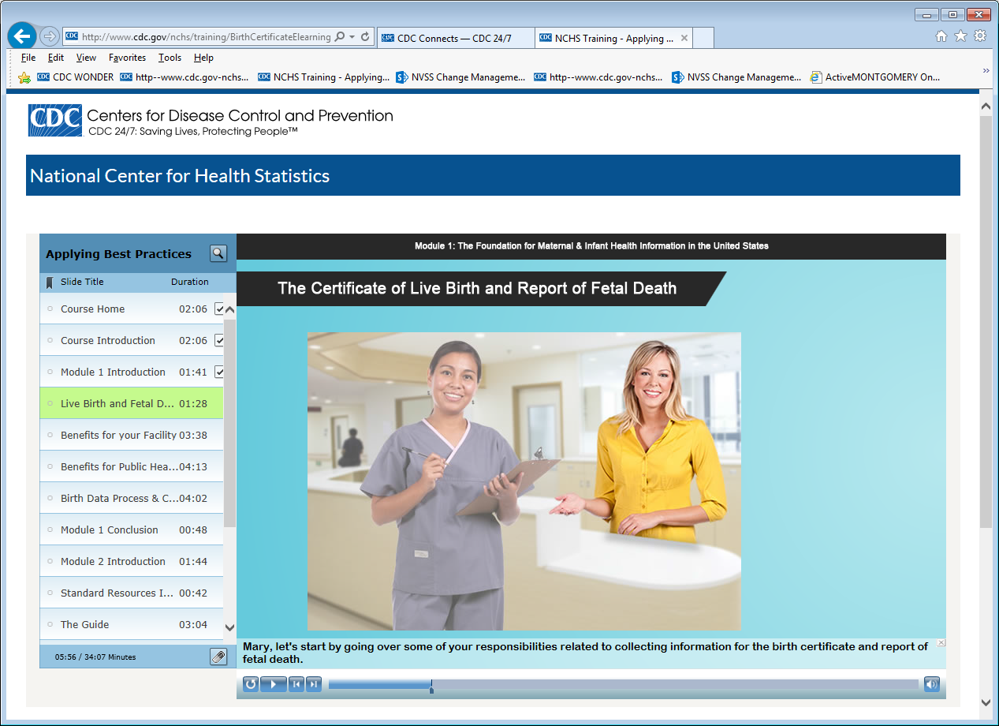 http://www.cdc.gov/nchs/training/BirthCertificateElearning
CDC CDC Connects — CDC 24/7
CDC NCHS Training - Applying ...
File Edit View Favorites Tools Help
CDC CDC WONDER CDC http--www.cdc.gov-nchs... CDC NCHS Training - Applying... NVSS Change Manageme... CDC http--www.cdc.gov-nchs... NVSS Change Manageme... ActiveMONTGOMERY On...
CDC Centers for Disease Control and Prevention
CDC 24/7: Saving Lives, Protecting People™
National Center for Health Statistics
Applying Best Practices
Slide Title Duration
Course Home 02:06
Course Introduction 02:06
Module 1 Introduction 01:41
Live Birth and Fetal D... 01:28
Benefits for your Facility 03:38
Benefits for Public Hea... 04:13
Birth Data Process & C... 04:02
Module 1 Conclusion 00:48
Module 2 Introduction 01:44
Standard Resources I... 00:42
The Guide 03:04
05:56 / 34:07 Minutes
Module 1: The Foundation for Maternal & Infant Health Information in the United States
The Certificate of Live Birth and Report of Fetal Death
Mary, let's start by going over some of your responsibilities related to collecting information for the birth certificate and report of
fetal death.